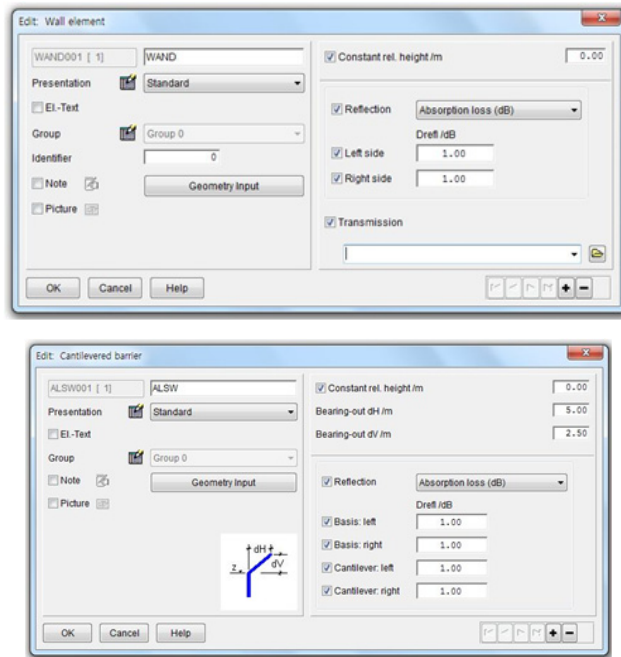 Edit: Wall element
WAND001 [ 1] WAND
Presentation Standard
El.-Text
Group Group 0
Identifier 0
Note Geometry Input
Picture
Constant rel. height /m 0.00
Reflection Absorption loss (dB)
Drefl /dB
Left side 1.00
Right side 1.00
Transmission
OK Cancel Help
Edit: Cantilevered barrier
ALSW001 [ 1] ALSW
Presentation Standard
El.-Text
Group Group 0
Note Geometry Input
Picture
dH
z
dV
Constant rel. height /m 0.00
Bearing-out dH /m 5.00
Bearing-out dV /m 2.50
Reflection Absorption loss (dB)
Drefl /dB
Basis: left 1.00
Basis: right 1.00
Cantilever: left 1.00
Cantilever: right 1.00
OK Cancel Help